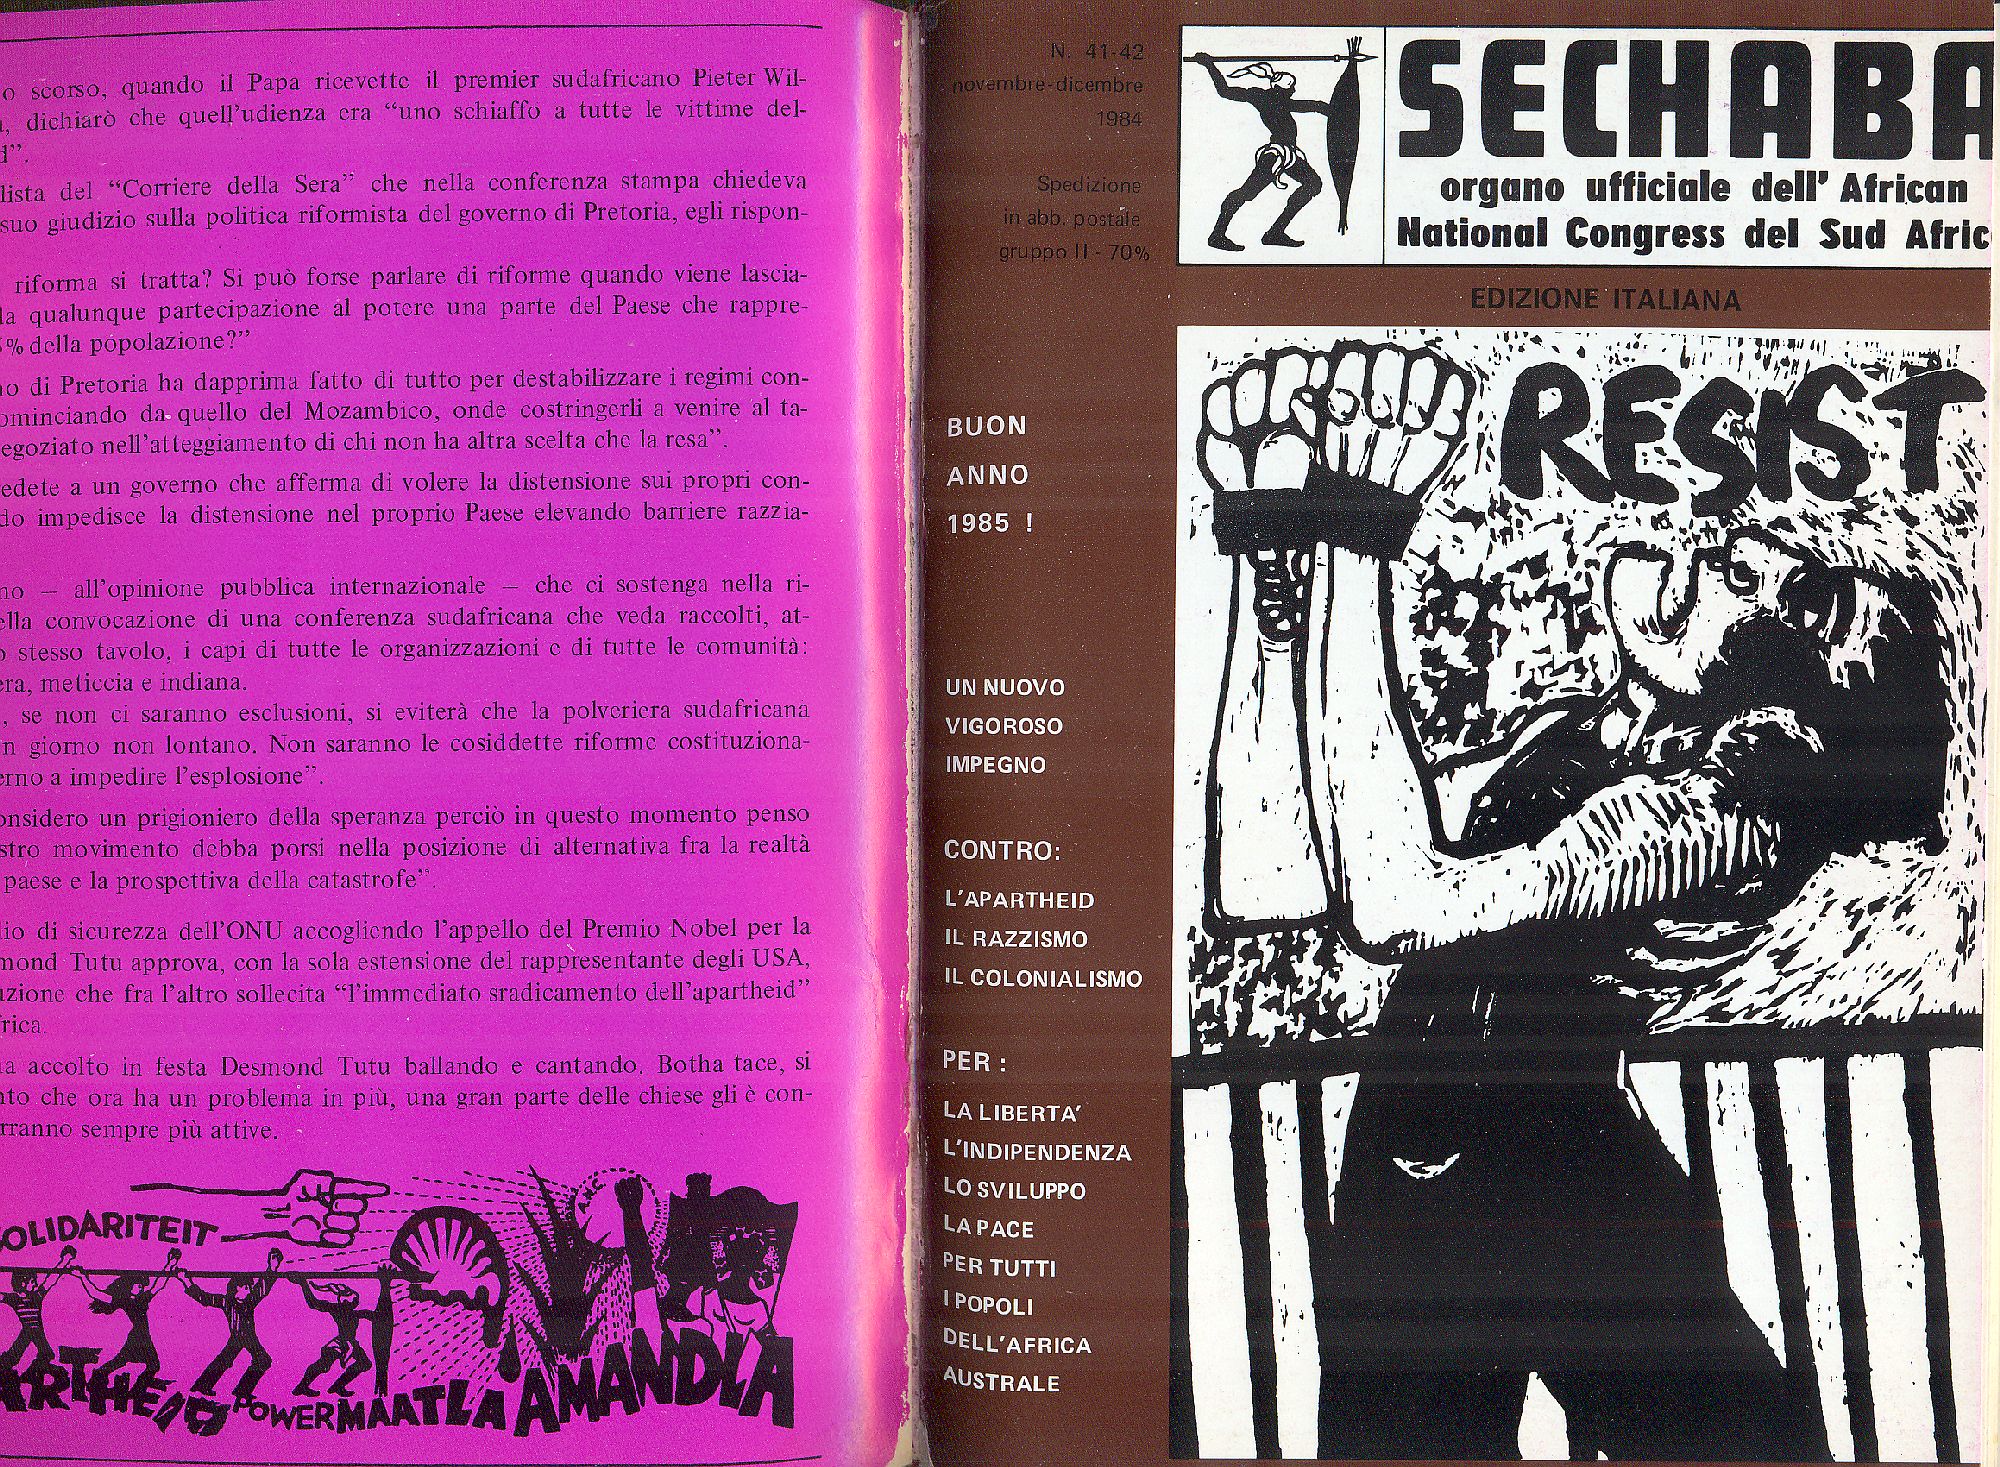 o scorso, quando il Papa ricevette il premier sudafricano Pieter Wil-
, dichiarò che quell'udienza era “uno schiaffo a tutte le vittime del-
d”.
lista del “Corriere della Sera” che nella conferenza stampa chiedeva
suo giudizio sulla politica riformista del governo di Pretoria, egli rispon-
riforma si tratta? Si può forse parlare di riforme quando viene lascia-
la qualunque partecipazione al potere una parte del Paese che rappre-
% della popolazione?”
no di Pretoria ha dapprima fatto di tutto per destabilizzare i regimi con-
ominciando da quello del Mozambico, onde costringerli a venire al ta-
egoziato nell'atteggiamento di chi non ha altra scelta che la resa”.
edete a un governo che afferma di volere la distensione sui propri con-
do impedisce la distensione nel proprio Paese elevando barriere razzia-
no — all'opinione pubblica internazionale — che ci sostenga nella ri-
ella convocazione di una conferenza sudafricana che veda raccolti, at-
o stesso tavolo, i capi di tutte le organizzazioni e di tutte le comunità:
era, meticcia e indiana.
, se non ci saranno esclusioni, si eviterà che la polveriera sudafricana
n giorno non lontano. Non saranno le cosiddette riforme costituziona-
erno a impedire l'esplosione”.
onsidero un prigioniero della speranza perciò in questo momento penso
stro movimento debba porsi nella posizione di alternativa fra la realtà
paese e la prospettiva della catastrofe”.
lio di sicurezza dell'ONU accogliendo l'appello del Premio Nobel per la
mond Tutu approva, con la sola estensione del rappresentante degli USA,
uzione che fra l'altro sollecita “l'immediato sradicamento dell'apartheid”
frica.
a accolto in festa Desmond Tutu ballando e cantando. Botha tace, si
nto che ora ha un problema in più, una gran parte delle chiese gli è con-
rranno sempre più attive.
OLIDARITEIT
ANC
ARTHEID POWER MAATLA AMANDLA
N. 41-42
novembre-dicembre
1984
Spedizione
in abb. postale
gruppo II - 70%
BUON
ANNO
1985 !
UN NUOVO
VIGOROSO
IMPEGNO
CONTRO:
L'APARTHEID
IL RAZZISMO
IL COLONIALISMO
PER :
LA LIBERTA'
L'INDIPENDENZA
LO SVILUPPO
LA PACE
PER TUTTI
I POPOLI
DELL'AFRICA
AUSTRALE
SECHABA
organo ufficiale dell' African
National Congress del Sud Afric
EDIZIONE ITALIANA
RESIST